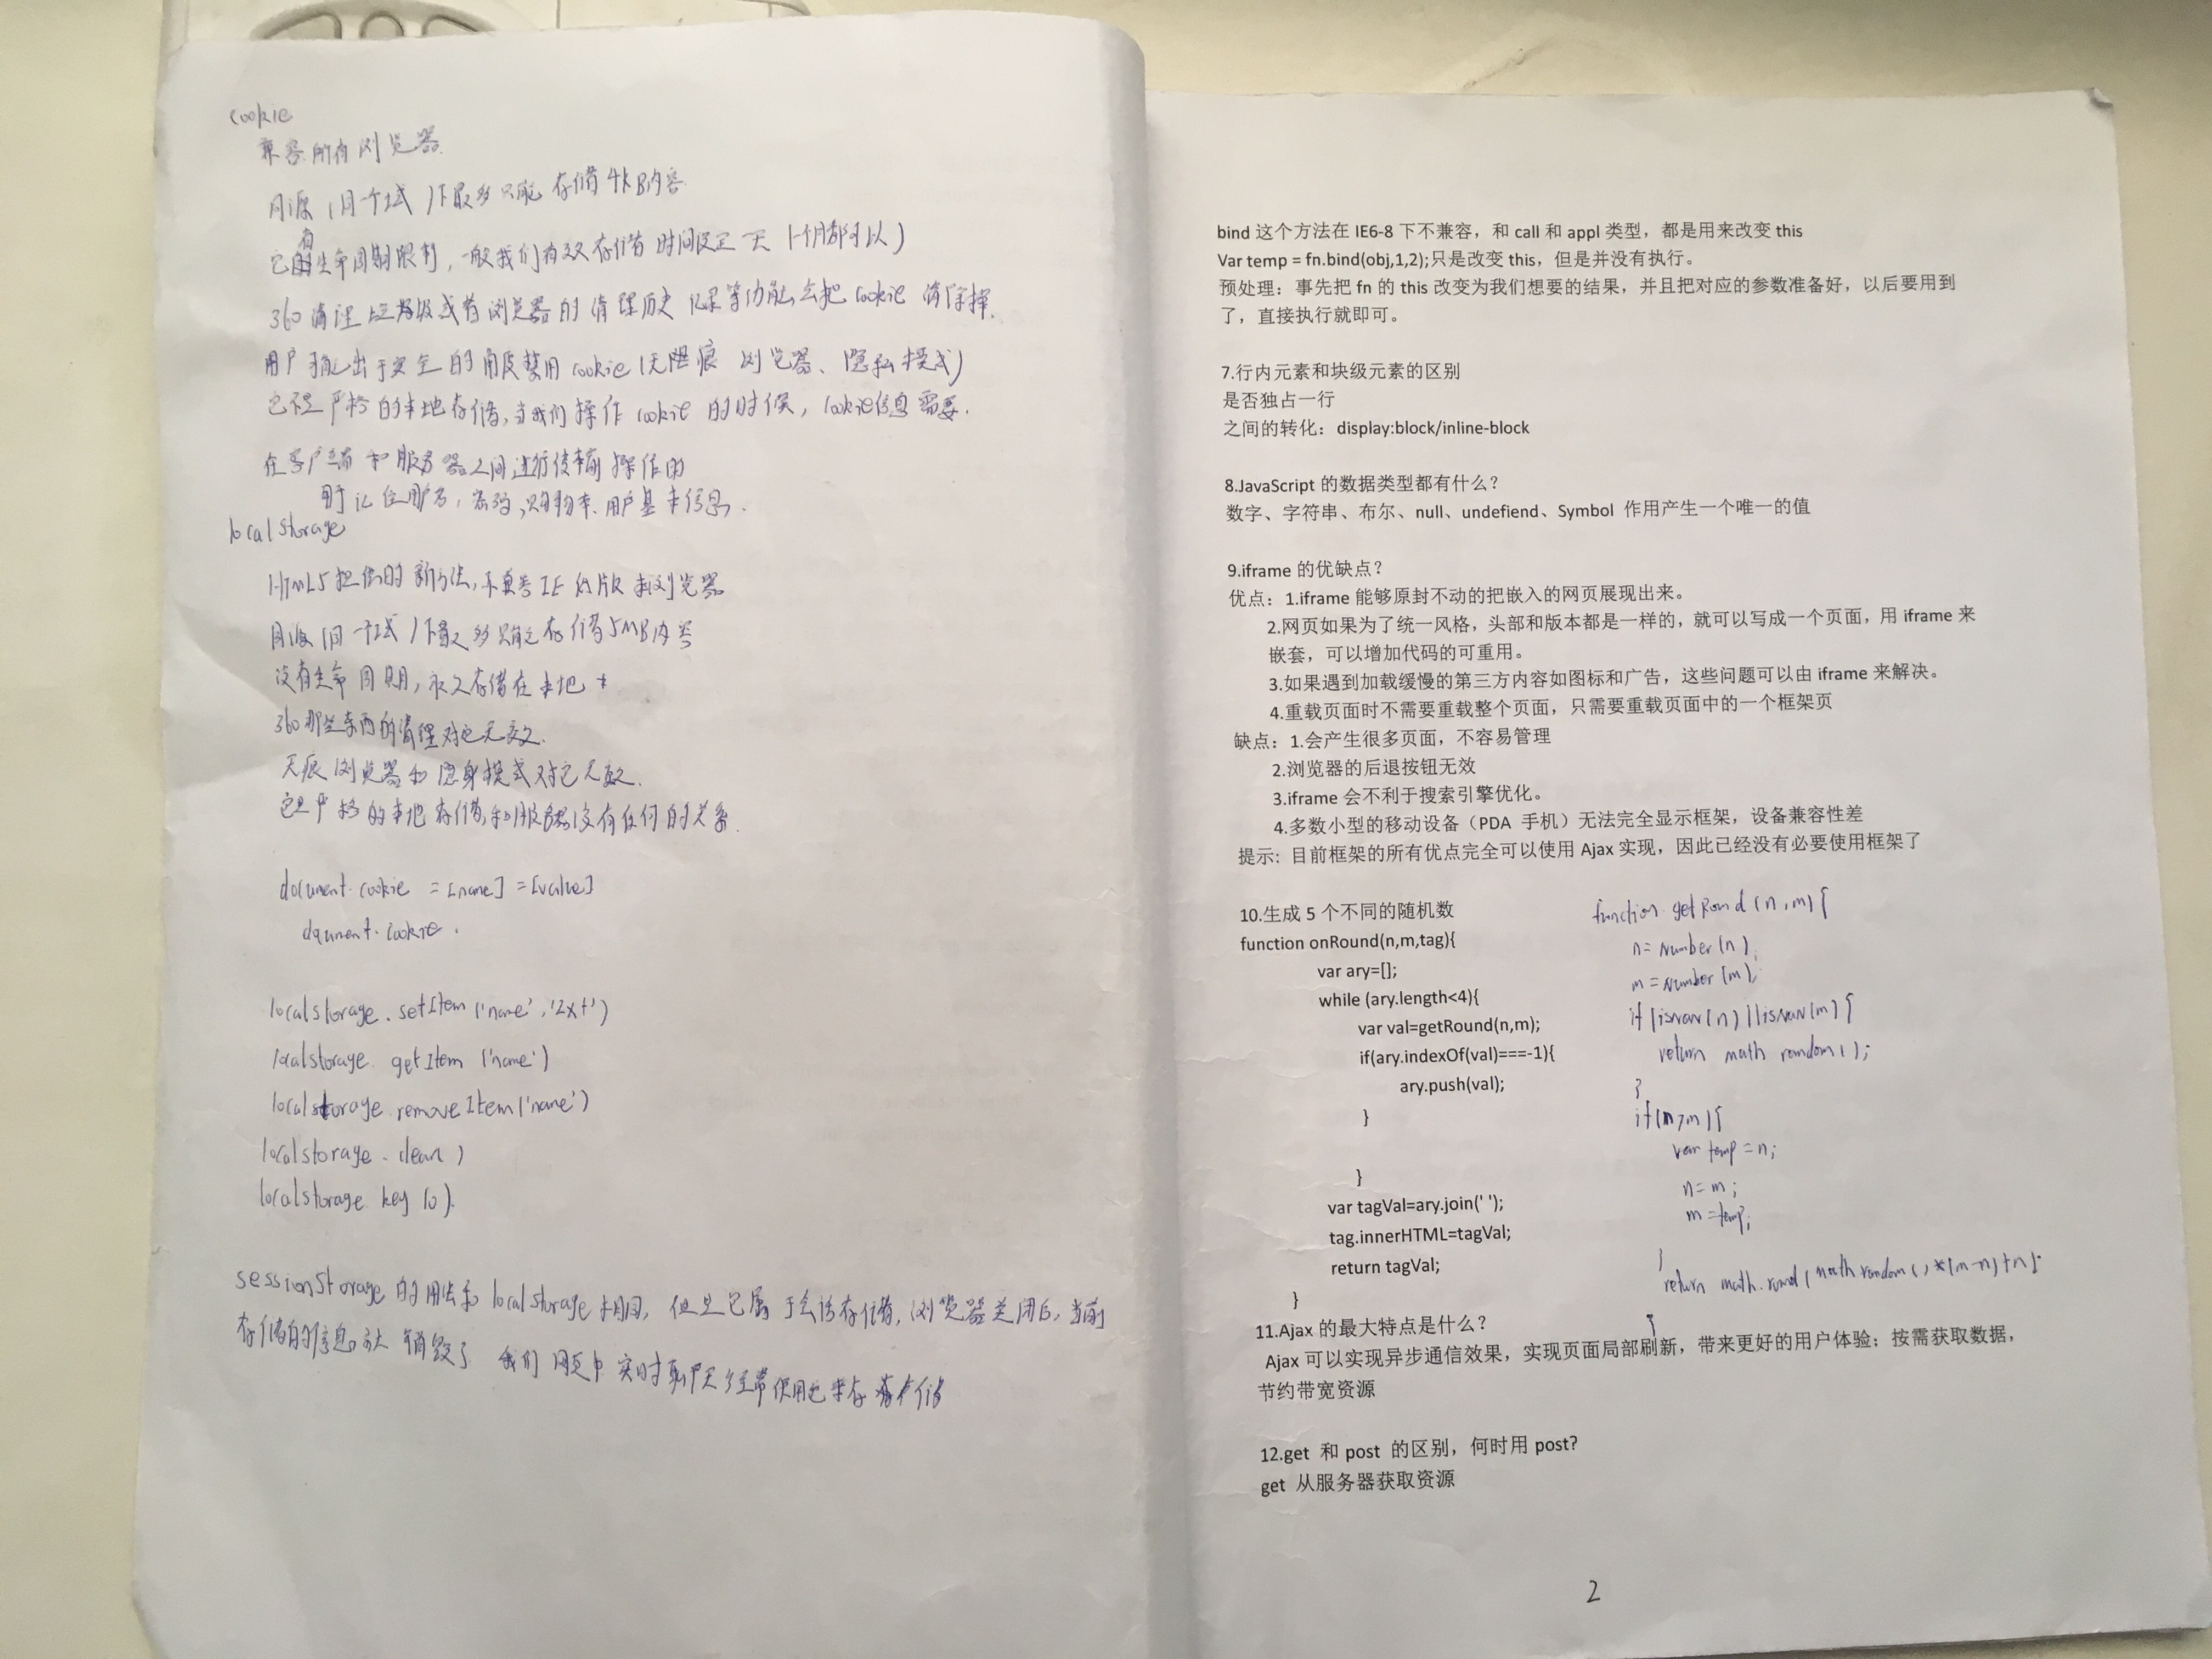 cookie
兼容所有浏览器
同源(同个域)下最多只能存储4kB内容
它有生命周期限制,一般我们有效存储时间设定一天 1个月都可以)
360清理垃圾或者浏览器的清理历史记录等功能会把cookie清除掉.
用户可能出于安全的角度禁用cookie(无痕 浏览器、隐私模式)
它不是严格的本地存储,当我们操作cookie的时候,cookie信息需要.
在客户端和服务器之间进行传输操作的
用于记住用户名,密码,购物车、用户基本信息.
localStorage
HTML5提供的新方法,不兼容IE低版本浏览器
同源(同一个域)下最多只能存储5MB内容
没有生命周期,永久存储在本地
360那些东西的清理对它无效.
无痕浏览器和隐身模式对它无效.
它是严格的本地存储,和服务器没有任何的关系.
document.cookie = [name] = [value]
document.cookie.
localstorage.setItem('name','zxt')
localstorage.getItem('name')
localstorage.removeItem('name')
localstorage.clear)
localstorage.key(0).
sessionStorage的用法和localStorage相同,但是它属于会话存储,浏览器关闭后,当前
存储的信息就销毁了 我们网页中实时聊天经常使用它来存储
bind 这个方法在 IE6-8 下不兼容，和 call 和 appl 类型，都是用来改变 this
Var temp = fn.bind(obj,1,2);只是改变 this，但是并没有执行。
预处理：事先把 fn 的 this 改变为我们想要的结果，并且把对应的参数准备好，以后要用到
了，直接执行就即可。
7.行内元素和块级元素的区别
是否独占一行
之间的转化：display:block/inline-block
8.JavaScript 的数据类型都有什么？
数字、字符串、布尔、null、undefiend、Symbol 作用产生一个唯一的值
9.iframe 的优缺点？
优点：1.iframe 能够原封不动的把嵌入的网页展现出来。
2.网页如果为了统一风格，头部和版本都是一样的，就可以写成一个页面，用 iframe 来
嵌套，可以增加代码的可重用。
3.如果遇到加载缓慢的第三方内容如图标和广告，这些问题可以由 iframe 来解决。
4.重载页面时不需要重载整个页面，只需要重载页面中的一个框架页
缺点：1.会产生很多页面，不容易管理
2.浏览器的后退按钮无效
3.iframe 会不利于搜索引擎优化。
4.多数小型的移动设备（PDA 手机）无法完全显示框架，设备兼容性差
提示：目前框架的所有优点完全可以使用 Ajax 实现，因此已经没有必要使用框架了
10.生成 5 个不同的随机数
function onRound(n,m,tag){
var ary=[];
while (ary.length<4){
var val=getRound(n,m);
if(ary.indexOf(val)===-1){
ary.push(val);
}
}
var tagVal=ary.join(' ');
tag.innerHTML=tagVal;
return tagVal;
}
function getRond(n,m){
n=Number(n);
m=Number(m);
if(isNaN(n)||isNaN(m){
return math random();
}
if(n>m){
var temp=n;
n=m;
m=temp;
}
return math.round(math random()*(m-n)+n);
}
11.Ajax 的最大特点是什么？
Ajax 可以实现异步通信效果，实现页面局部刷新，带来更好的用户体验；按需获取数据，
节约带宽资源
12.get 和 post 的区别，何时用 post?
get 从服务器获取资源
2